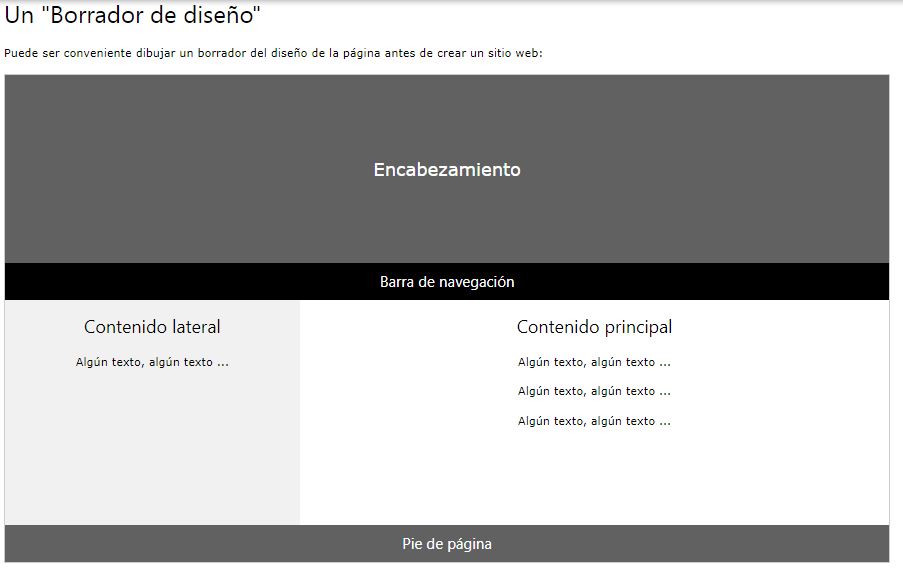 Un "Borrador de diseño"
Puede ser conveniente dibujar un borrador del diseño de la página antes de crear un sitio web:
Encabezamiento
Barra de navegación
Contenido lateral
Algún texto, algún texto ...
Contenido principal
Algún texto, algún texto ...
Algún texto, algún texto ...
Algún texto, algún texto ...
Pie de página